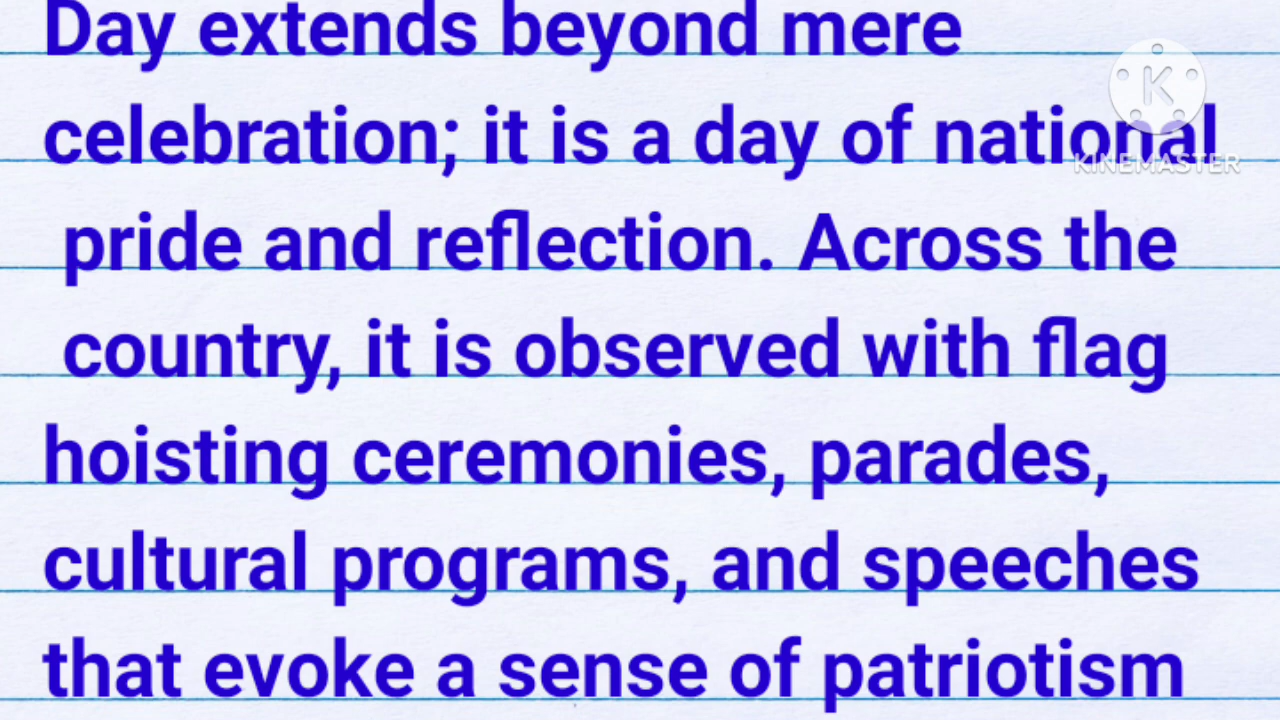 Day extends beyond mere
celebration; it is a day of national
pride and reflection. Across the
country, it is observed with flag
hoisting ceremonies, parades,
cultural programs, and speeches
that evoke a sense of patriotism
K
KINEMASTER